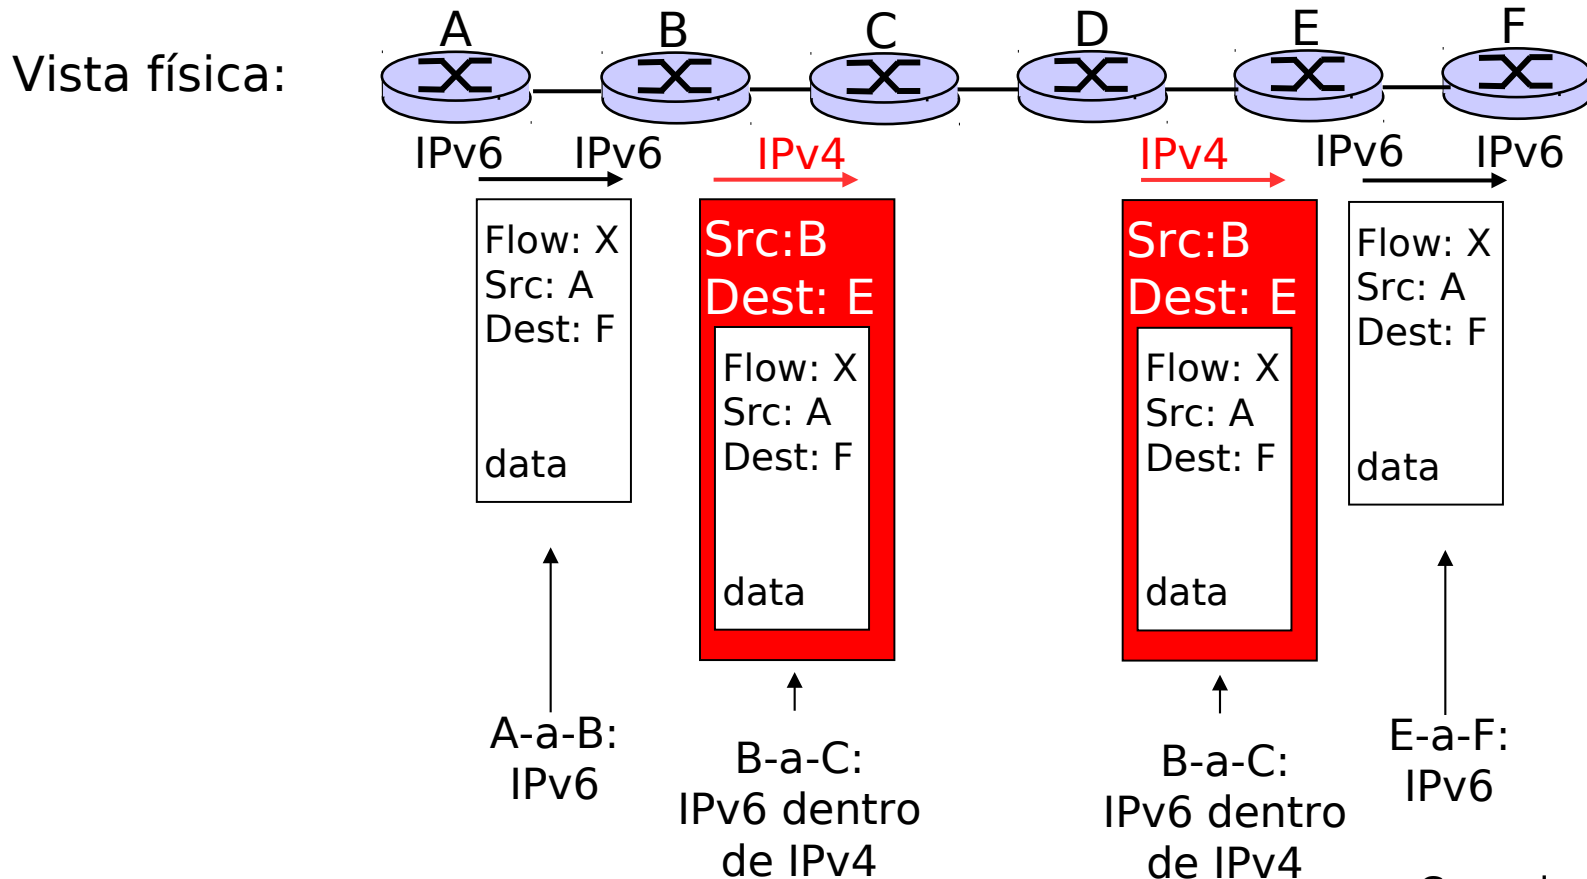 A
B
C
D
E
F
Vista física:
IPv6
IPv6
IPv4
IPv4
IPv6
IPv6
Flow: X
Src: A
Dest: F
data
Src:B
Dest: E
Flow: X
Src: A
Dest: F
data
Src:B
Dest: E
Flow: X
Src: A
Dest: F
data
Flow: X
Src: A
Dest: F
data
A-a-B:
IPv6
B-a-C:
IPv6 dentro
de IPv4
B-a-C:
IPv6 dentro
de IPv4
E-a-F:
IPv6